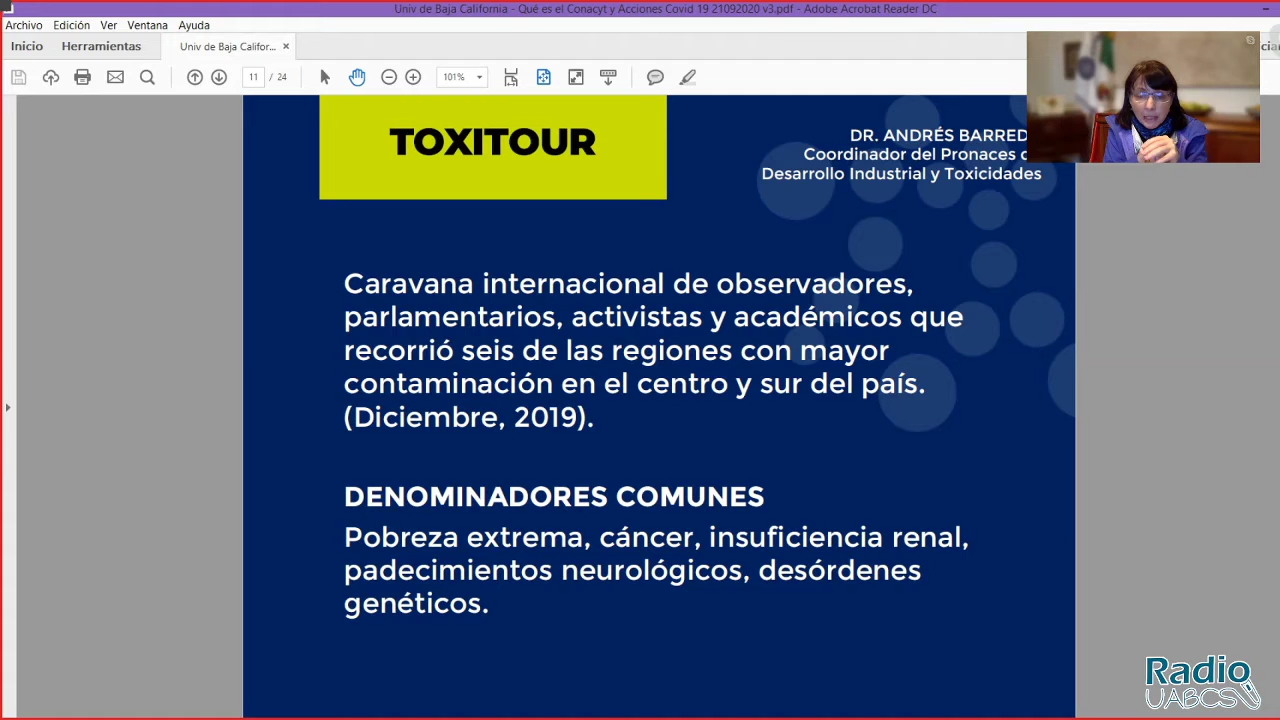 Univ de Baja California - Qué es el Conacyt y Acciones Covid 19 21092020 v3.pdf - Adobe Acrobat Reader DC
Archivo Edición Ver Ventana Ayuda
Inicio Herramientas Univ de Baja Califor... ×
11 / 24 101%
TOXITOUR
DR. ANDRÉS BARRED
Coordinador del Pronaces
Desarrollo Industrial y Toxicidades
Caravana internacional de observadores,
parlamentarios, activistas y académicos que
recorrió seis de las regiones con mayor
contaminación en el centro y sur del país.
(Diciembre, 2019).
DENOMINADORES COMUNES
Pobreza extrema, cáncer, insuficiencia renal,
padecimientos neurológicos, desórdenes
genéticos.
Radio
UABCS